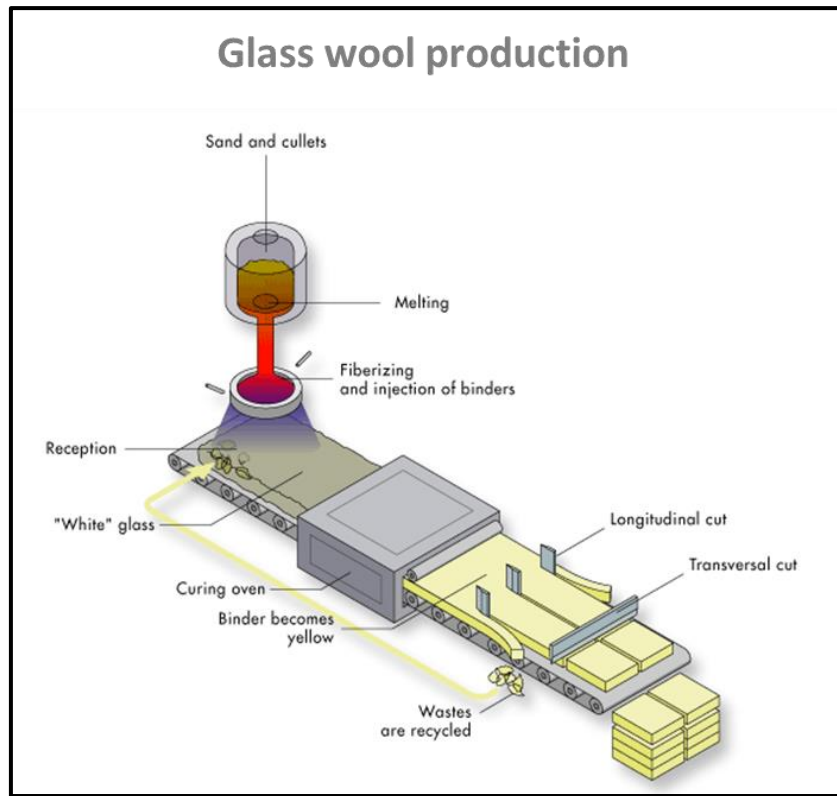 Glass wool production
Sand and cullets
Melting
Fiberizing
and injection of binders
Reception
"White" glass
Curing oven
Binder becomes
yellow
Longitudinal cut
Transversal cut
Wastes
are recycled